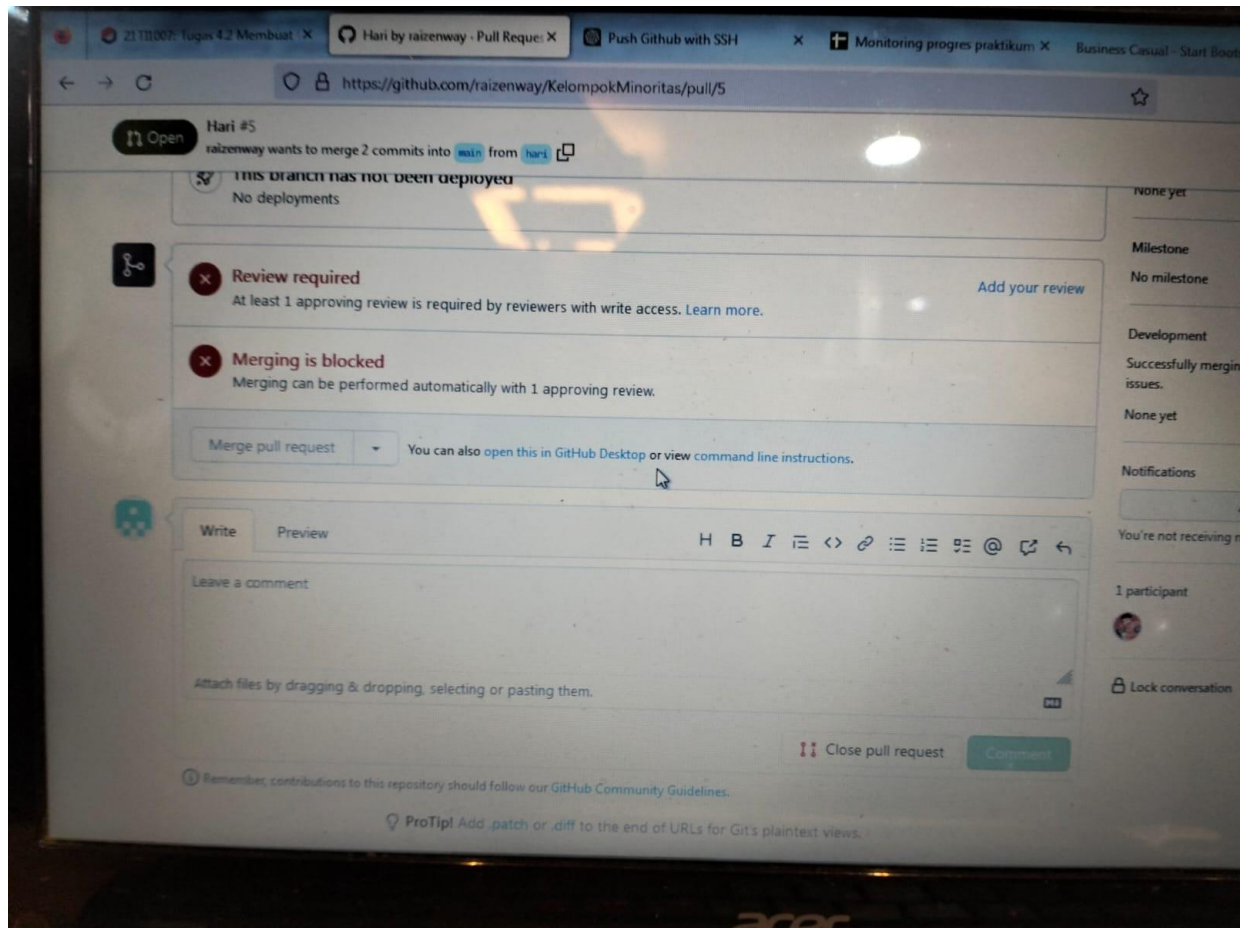 21TI1007: Tugas 4.2 Membuat
Hari by raizenway · Pull Reques
Push Github with SSH
Monitoring progres praktikum
Business Casual - Start Boot
https://github.com/raizenway/KelompokMinoritas/pull/5
Open
Hari #5
raizenway wants to merge 2 commits into main from hari
This branch has not been deployed
No deployments
None yet
Milestone
No milestone
Review required
Add your review
At least 1 approving review is required by reviewers with write access. Learn more.
Development
Merging is blocked
Merging can be performed automatically with 1 approving review.
Successfully mergin
issues.
None yet
Merge pull request
You can also open this in GitHub Desktop or view command line instructions.
Notifications
Write
Preview
H B I
You're not receiving n
Leave a comment
1 participant
Attach files by dragging & dropping, selecting or pasting them.
Lock conversation
Close pull request
Comment
Remember, contributions to this repository should follow our GitHub Community Guidelines.
ProTip! Add .patch or .diff to the end of URLs for Git's plaintext views.
acer